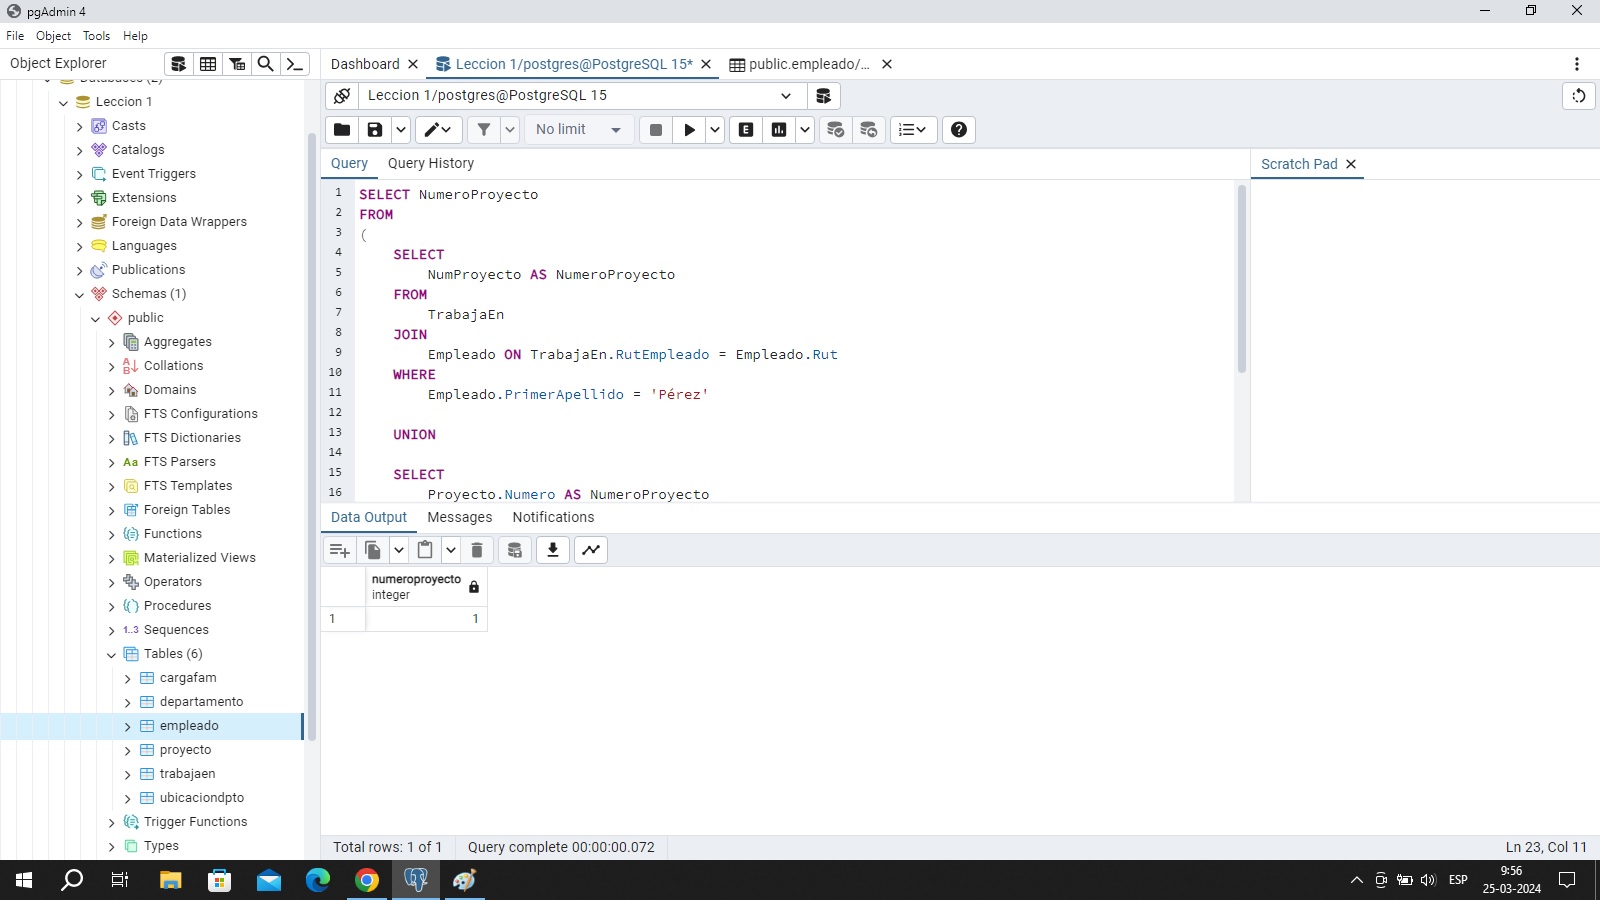 pgAdmin 4
File Object Tools Help
Object Explorer
Databases (2)
Leccion 1
Casts
Catalogs
Event Triggers
Extensions
Foreign Data Wrappers
Languages
Publications
Schemas (1)
public
Aggregates
Collations
Domains
FTS Configurations
FTS Dictionaries
Aa FTS Parsers
FTS Templates
Foreign Tables
Functions
Materialized Views
Operators
Procedures
1..3 Sequences
Tables (6)
cargafam
departamento
empleado
proyecto
trabajaen
ubicaciondpto
Trigger Functions
Types
Dashboard Leccion 1/postgres@PostgreSQL 15* public.empleado/...
Leccion 1/postgres@PostgreSQL 15
No limit E
Query Query History
Scratch Pad
1 SELECT NumeroProyecto
2 FROM
3 (
4 SELECT
5 NumProyecto AS NumeroProyecto
6 FROM
7 TrabajaEn
8 JOIN
9 Empleado ON TrabajaEn.RutEmpleado = Empleado.Rut
10 WHERE
11 Empleado.PrimerApellido = 'Pérez'
12
13 UNION
14
15 SELECT
16 Proyecto.Numero AS NumeroProyecto
Data Output Messages Notifications
numeroproyecto
integer
1 1
Total rows: 1 of 1 Query complete 00:00:00.072 Ln 23, Col 11
ESP
9:56
25-03-2024